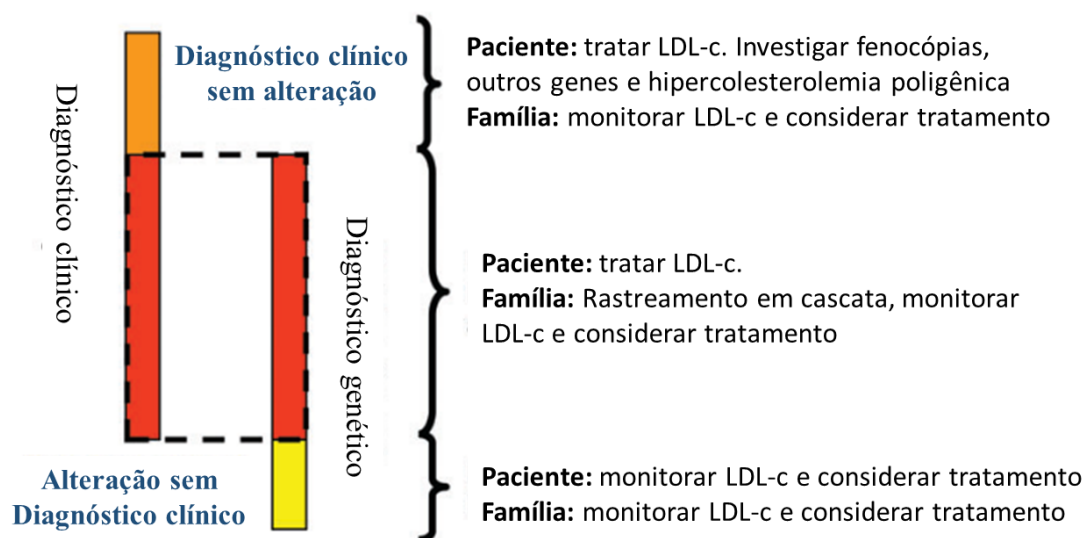 Diagnóstico clínico
sem alteração
Paciente: tratar LDL-c. Investigar fenocópias,
outros genes e hipercolesterolemia poligênica
Família: monitorar LDL-c e considerar tratamento
Diagnóstico clínico
Diagnóstico genético
Paciente: tratar LDL-c.
Família: Rastreamento em cascata, monitorar
LDL-c e considerar tratamento
Alteração sem
Diagnóstico clínico
Paciente: monitorar LDL-c e considerar tratamento
Família: monitorar LDL-c e considerar tratamento